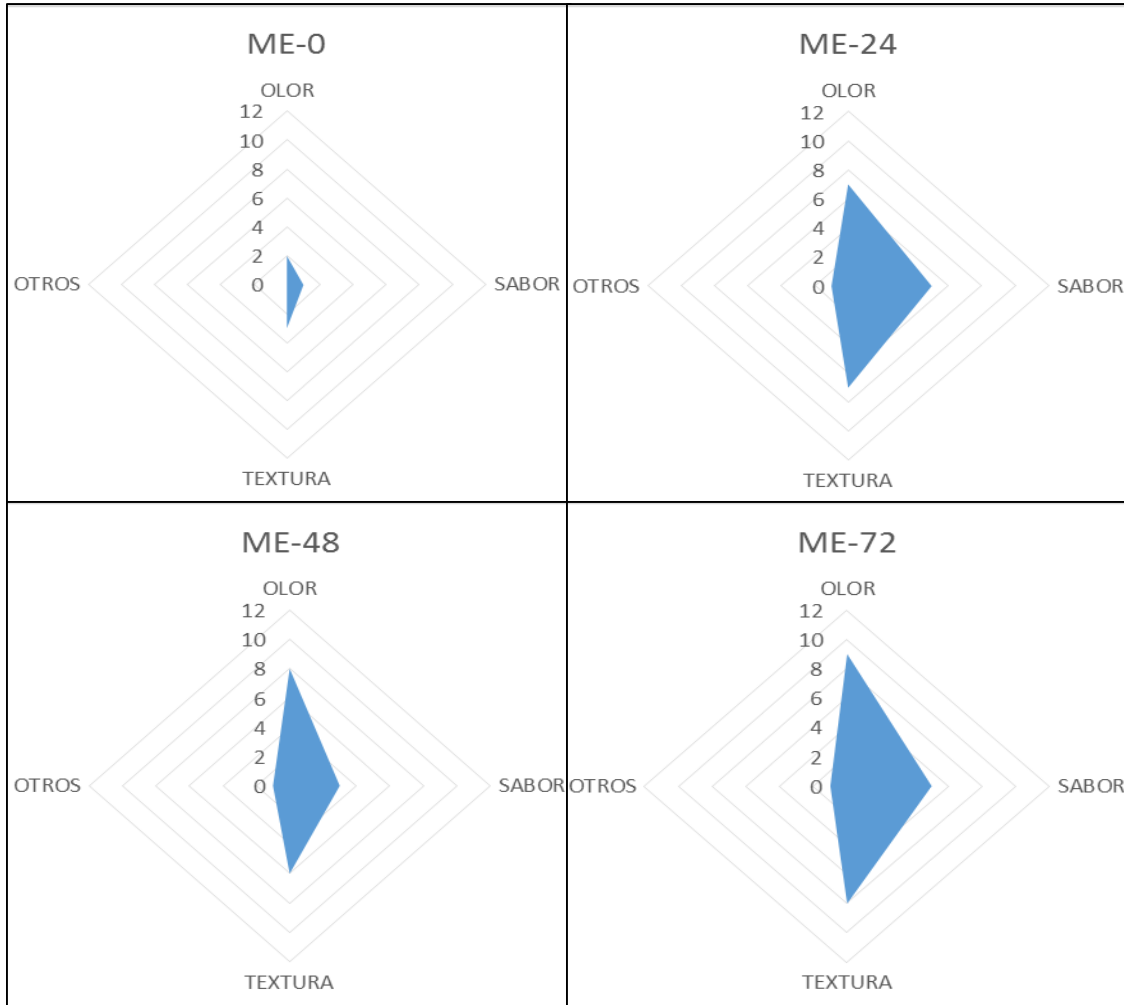 ME-0
OLOR
12
10
8
6
4
2
0
OTROS
SABOR
TEXTURA
ME-24
OLOR
12
10
8
6
4
2
0
OTROS
SABOR
TEXTURA
ME-48
OLOR
12
10
8
6
4
2
0
OTROS
SABOR
TEXTURA
ME-72
OLOR
12
10
8
6
4
2
0
OTROS
SABOR
TEXTURA